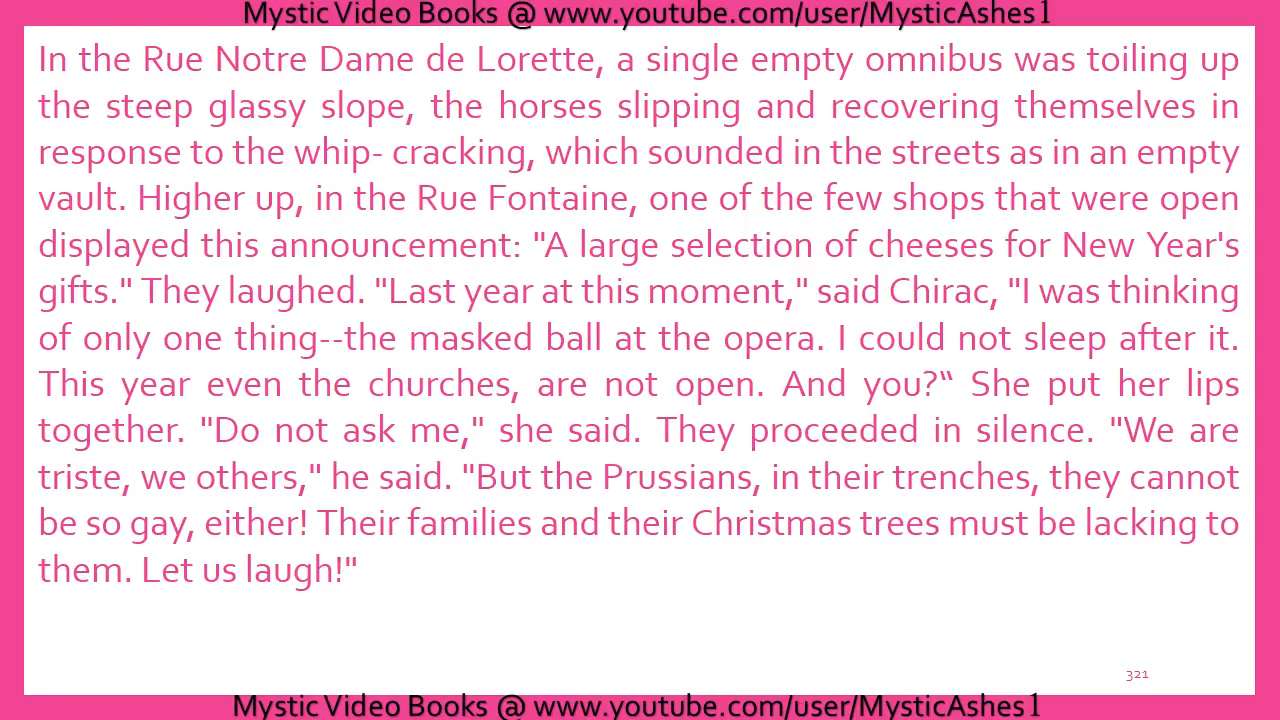 Mystic Video Books @ www.youtube.com/user/MysticAshes1
In the Rue Notre Dame de Lorette, a single empty omnibus was toiling up
the steep glassy slope, the horses slipping and recovering themselves in
response to the whip- cracking, which sounded in the streets as in an empty
vault. Higher up, in the Rue Fontaine, one of the few shops that were open
displayed this announcement: "A large selection of cheeses for New Year's
gifts." They laughed. "Last year at this moment," said Chirac, "I was thinking
of only one thing--the masked ball at the opera. I could not sleep after it.
This year even the churches, are not open. And you?“ She put her lips
together. "Do not ask me," she said. They proceeded in silence. "We are
triste, we others," he said. "But the Prussians, in their trenches, they cannot
be so gay, either! Their families and their Christmas trees must be lacking to
them. Let us laugh!"
321
Mystic Video Books @ www.youtube.com/user/MysticAshes1